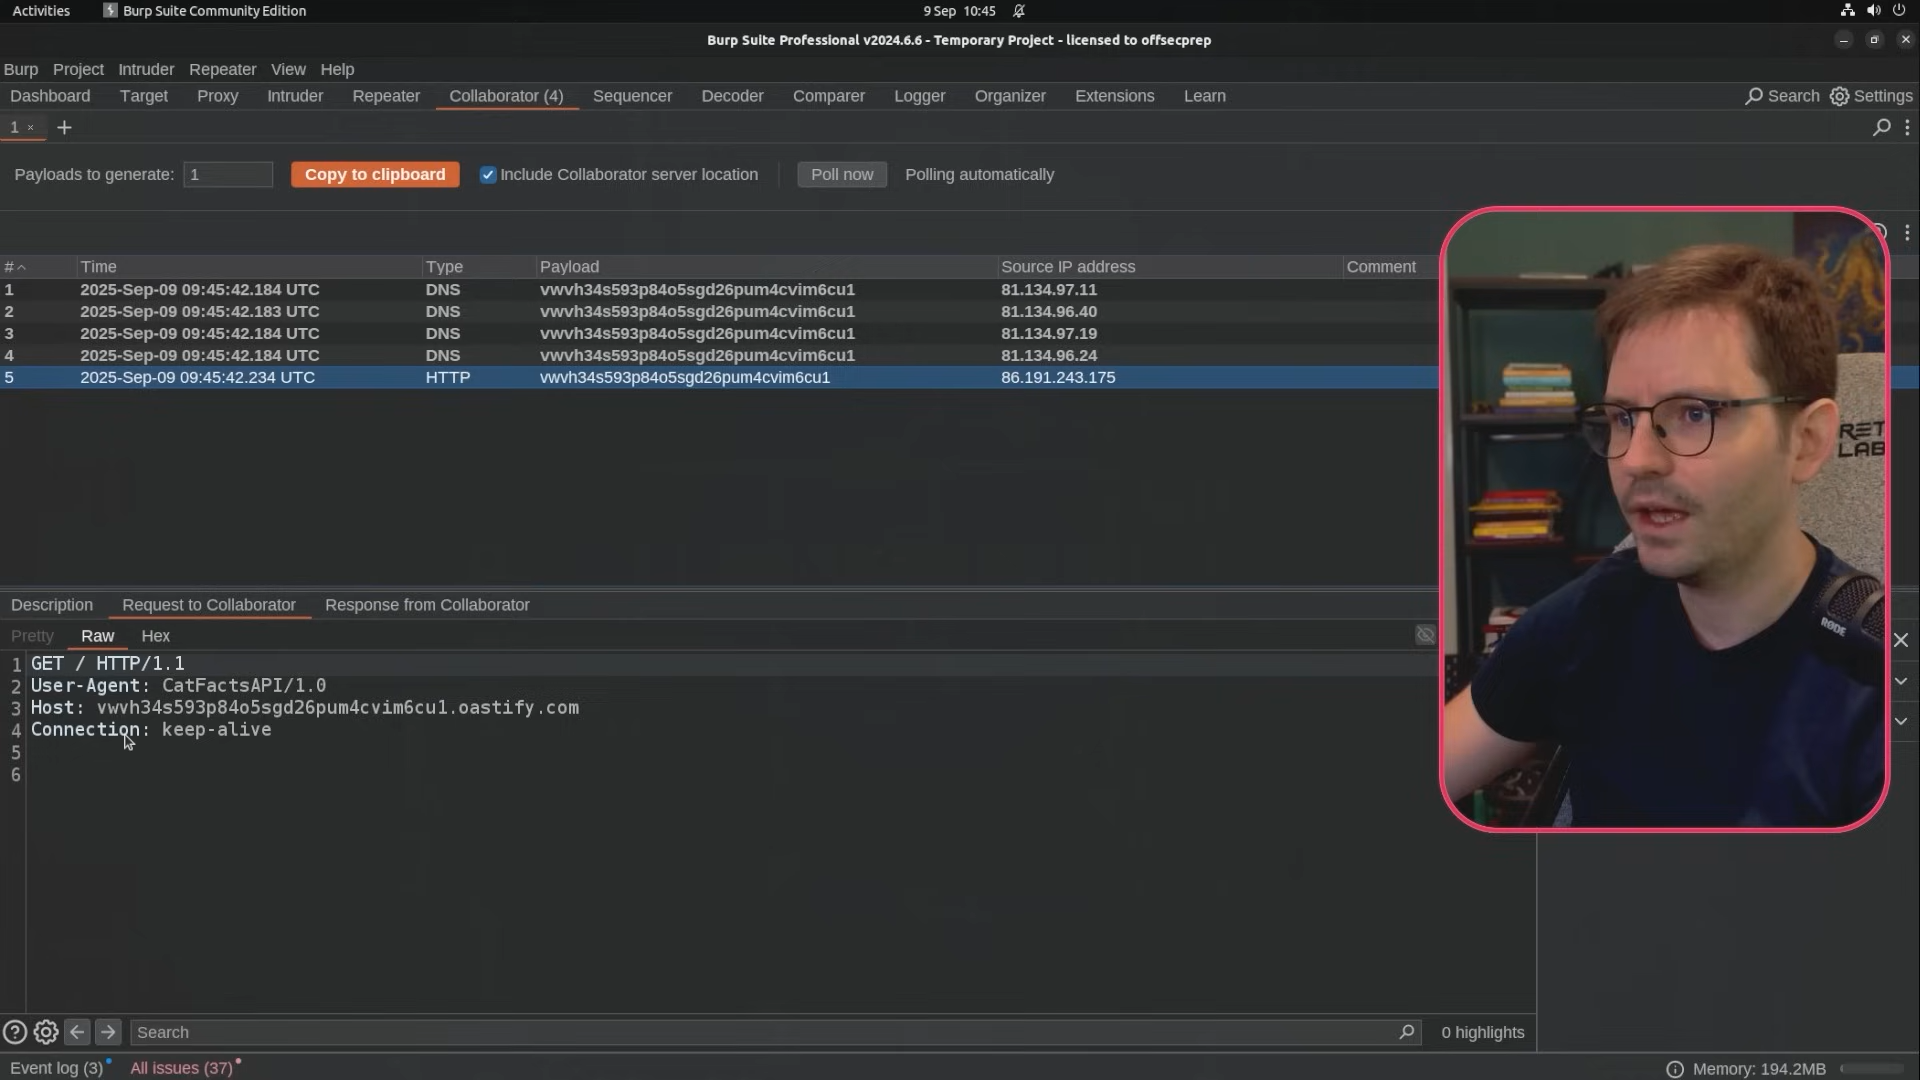 Activities Burp Suite Community Edition 9 Sep 10:45
Burp Suite Professional v2024.6.6 - Temporary Project - licensed to offsecprep
Burp Project Intruder Repeater View Help
Dashboard Target Proxy Intruder Repeater Collaborator (4) Sequencer Decoder Comparer Logger Organizer Extensions Learn Search Settings
1 × +
Payloads to generate: 1 Copy to clipboard Include Collaborator server location Poll now Polling automatically
# Time Type Payload Source IP address Comment
1 2025-Sep-09 09:45:42.184 UTC DNS vwvh34s593p84o5sgd26pum4cvim6cu1 81.134.97.11
2 2025-Sep-09 09:45:42.183 UTC DNS vwvh34s593p84o5sgd26pum4cvim6cu1 81.134.96.40
3 2025-Sep-09 09:45:42.184 UTC DNS vwvh34s593p84o5sgd26pum4cvim6cu1 81.134.97.19
4 2025-Sep-09 09:45:42.184 UTC DNS vwvh34s593p84o5sgd26pum4cvim6cu1 81.134.96.24
5 2025-Sep-09 09:45:42.234 UTC HTTP vwvh34s593p84o5sgd26pum4cvim6cu1 86.191.243.175
RET
LAB
RØDE
Description Request to Collaborator Response from Collaborator
Pretty Raw Hex
1 GET / HTTP/1.1
2 User-Agent: CatFactsAPI/1.0
3 Host: vwvh34s593p84o5sgd26pum4cvim6cu1.oastify.com
4 Connection: keep-alive
5
6
Search 0 highlights
Event log (3) All issues (37) Memory: 194.2MB